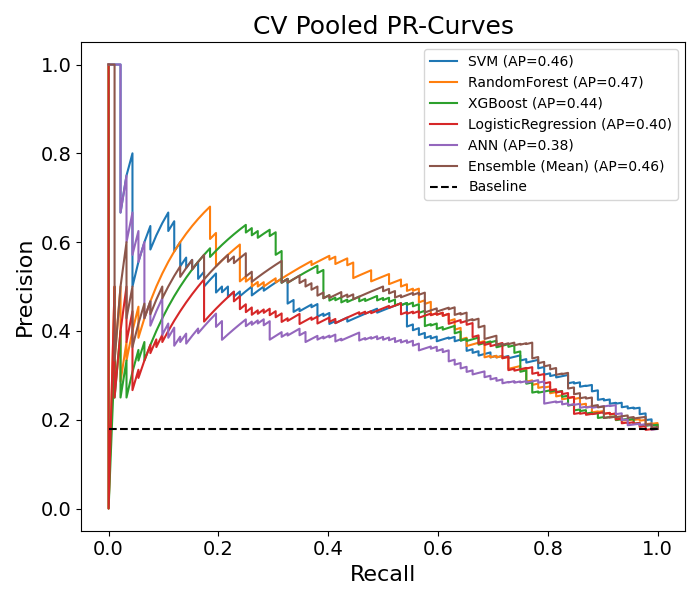 CV Pooled PR-Curves
SVM (AP=0.46)
RandomForest (AP=0.47)
XGBoost (AP=0.44)
LogisticRegression (AP=0.40)
ANN (AP=0.38)
Ensemble (Mean) (AP=0.46)
Baseline
Precision
1.0
0.8
0.6
0.4
0.2
0.0
0.0 0.2 0.4 0.6 0.8 1.0
Recall